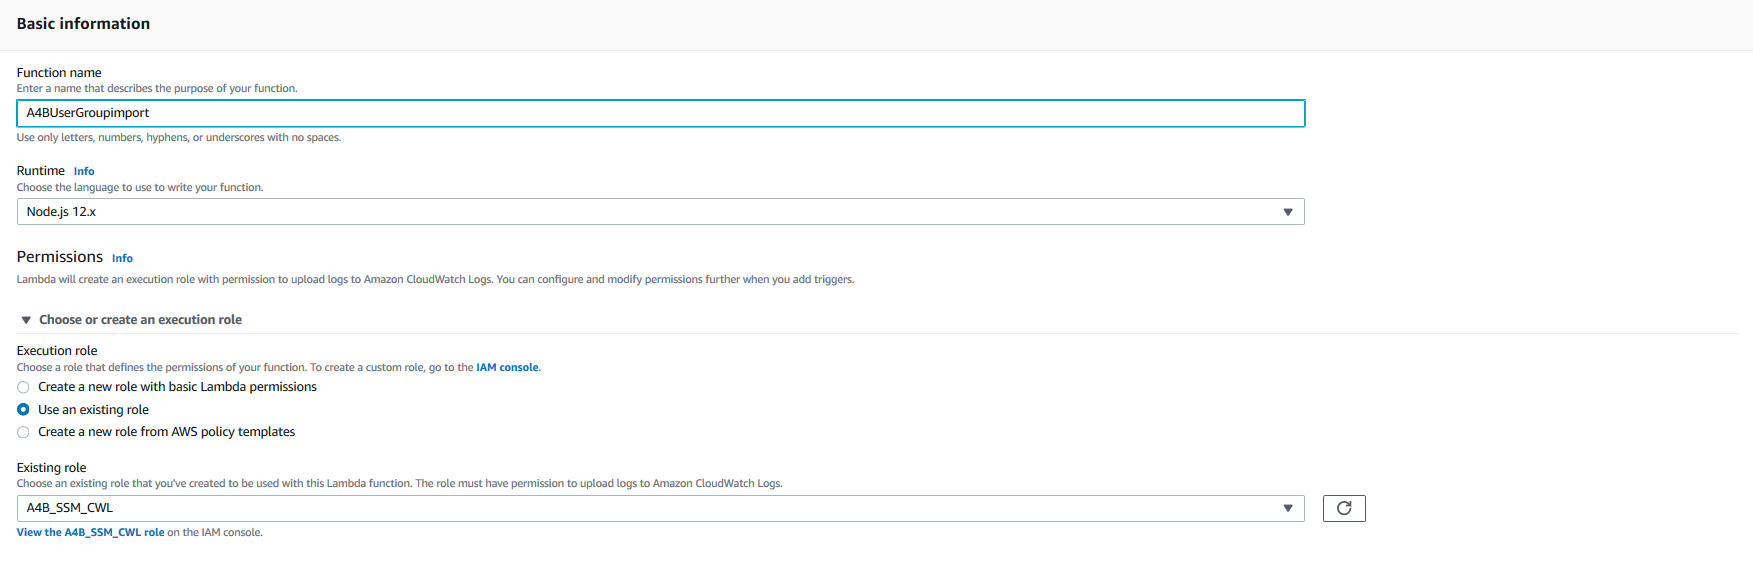 Basic information
Function name
Enter a name that describes the purpose of your function.
A4BUserGroupimport
Use only letters, numbers, hyphens, or underscores with no spaces.
Runtime Info
Choose the language to use to write your function.
Node.js 12.x
Permissions Info
Lambda will create an execution role with permission to upload logs to Amazon CloudWatch Logs. You can configure and modify permissions further when you add triggers.
Choose or create an execution role
Execution role
Choose a role that defines the permissions of your function. To create a custom role, go to the IAM console.
Create a new role with basic Lambda permissions
Use an existing role
Create a new role from AWS policy templates
Existing role
Choose an existing role that you've created to be used with this Lambda function. The role must have permission to upload logs to Amazon CloudWatch Logs.
A4B_SSM_CWL
View the A4B_SSM_CWL role on the IAM console.